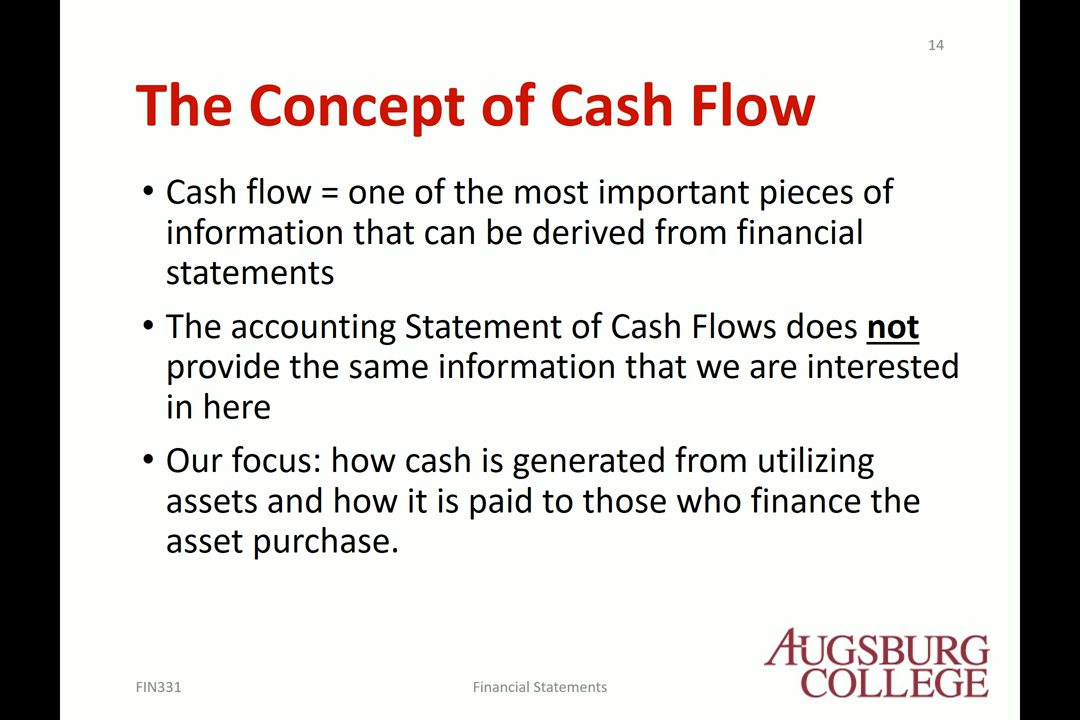 14
The Concept of Cash Flow
• Cash flow = one of the most important pieces of
information that can be derived from financial
statements
• The accounting Statement of Cash Flows does not
provide the same information that we are interested
in here
• Our focus: how cash is generated from utilizing
assets and how it is paid to those who finance the
asset purchase.
FIN331
Financial Statements
AUGSBURG
COLLEGE